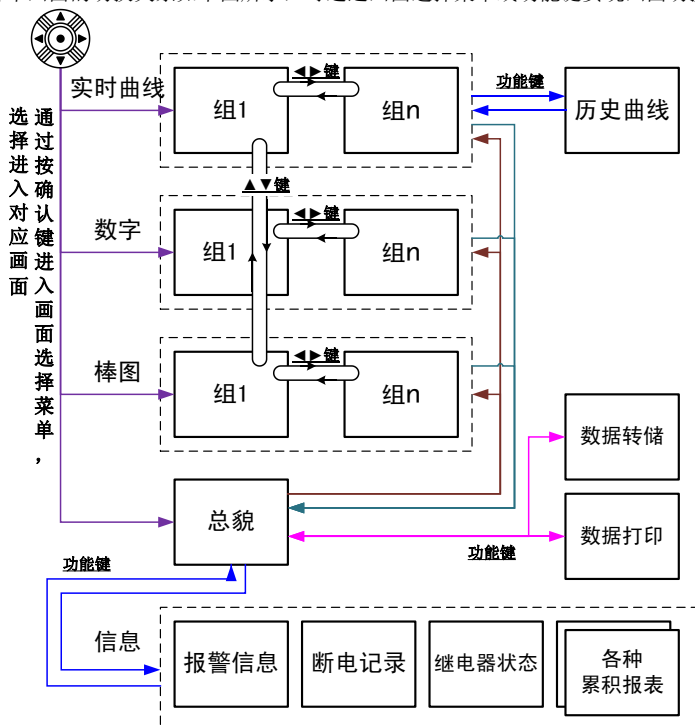 ◀▶键
实时曲线
组1
组n
功能键
历史曲线
通过按确认键进入画面选择菜单，
选择进入对应画面
▲▼键
数字
◀▶键
组1
组n
◀▶键
棒图
组1
组n
数据转储
总貌
数据打印
功能键
功能键
信息
报警信息
断电记录
继电器状态
各种
累积报表